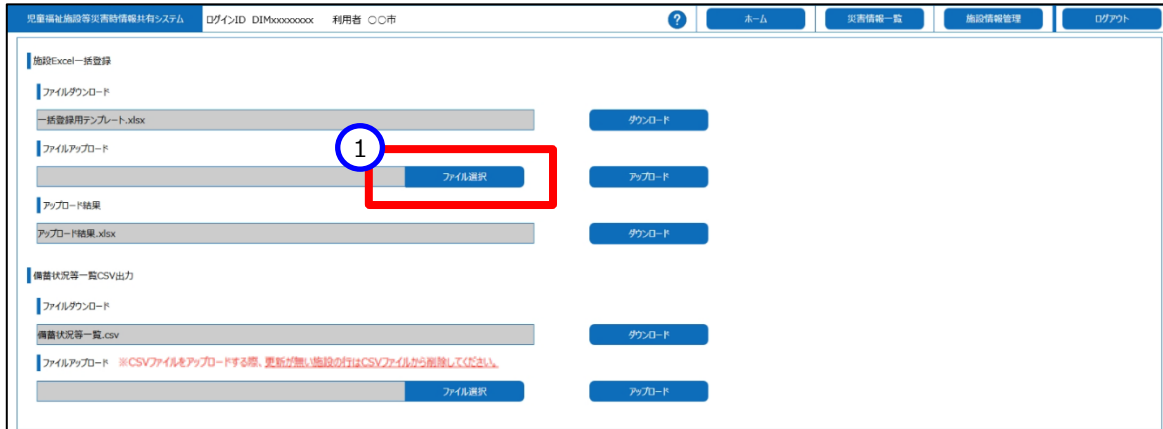 児童福祉施設等災害時情報共有システム ログインID DIMxxxxxxxx 利用者 〇〇市 ? ホーム 災害情報一覧 施設情報管理 ログアウト
施設Excel一括登録
ファイルダウンロード
一括登録用テンプレート.xlsx ダウンロード
ファイルアップロード
1
ファイル選択 アップロード
アップロード結果
アップロード結果.xlsx ダウンロード
備蓄状況等一覧CSV出力
ファイルダウンロード
備蓄状況等一覧.csv ダウンロード
ファイルアップロード ※CSVファイルをアップロードする際、更新が無い施設の行はCSVファイルから削除してください。
ファイル選択 アップロード